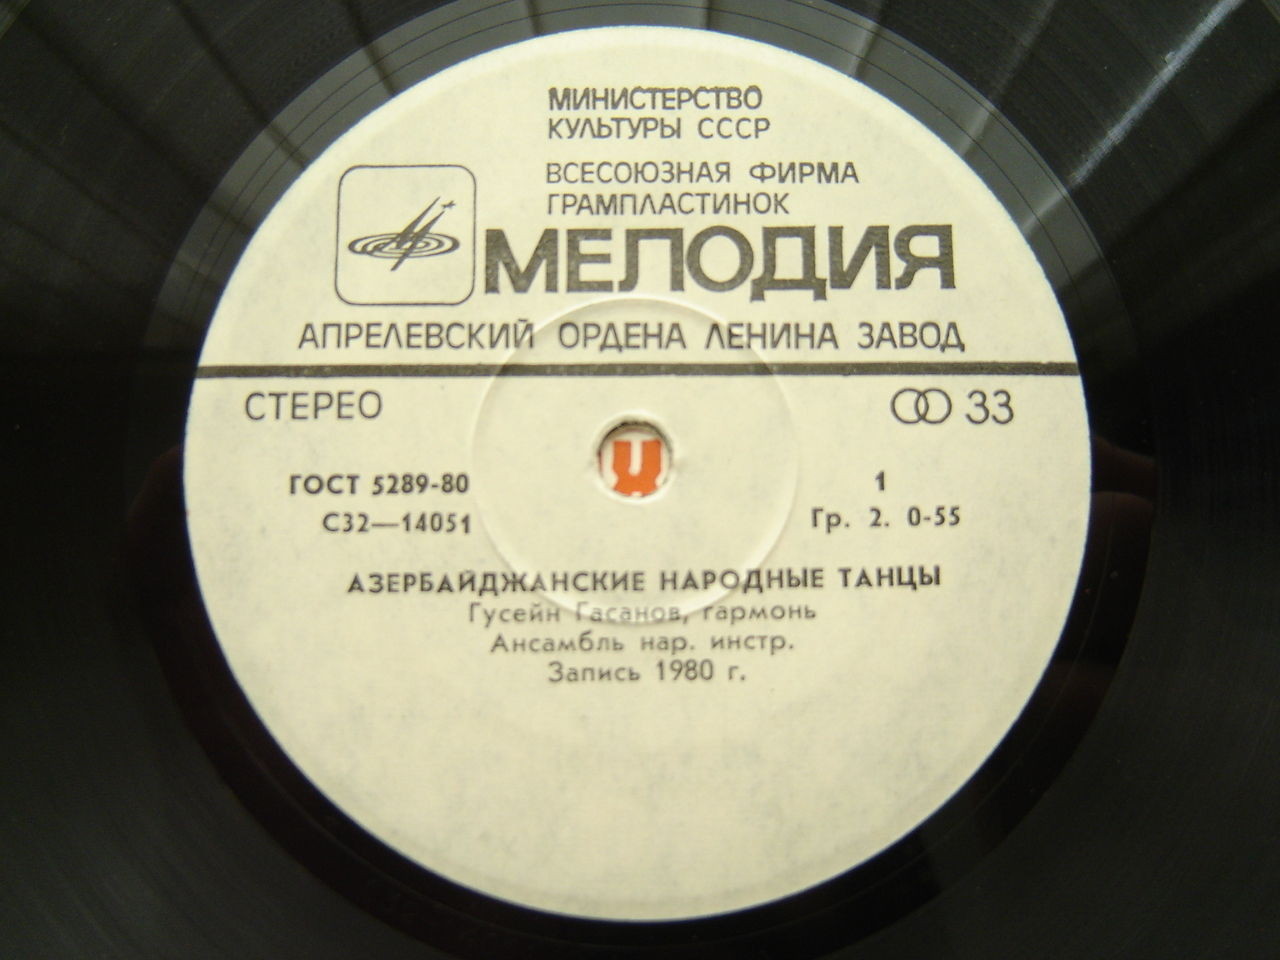 МИНИСТЕРСТВО
КУЛЬТУРЫ СССР
ВСЕСОЮЗНАЯ ФИРМА
ГРАМПЛАСТИНОК
МЕЛОДИЯ
АПРЕЛЕВСКИЙ ОРДЕНА ЛЕНИНА ЗАВОД
СТЕРЕО 33
ГОСТ 5289-80 1
С32—14051 Гр. 2. 0-55
АЗЕРБАЙДЖАНСКИЕ НАРОДНЫЕ ТАНЦЫ
Гусейн Гасанов, гармонь
Ансамбль нар. инстр.
Запись 1980 г.